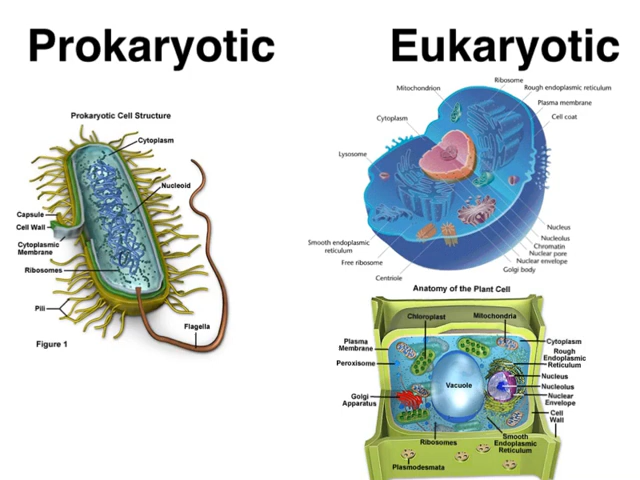 Prokaryotic
Eukaryotic
Prokaryotic Cell Structure
Cytoplasm
Nucleoid
Capsule
Cell Wall
Cytoplasmic
Membrane
Ribosomes
Pili
Flagella
Figure 1
Ribosome
Mitochondrion
Rough endoplasmic reticulum
Plasma membrane
Cytoplasm
Cell coat
Lysosome
Nucleus
Nucleolus
Chromatin
Nuclear pore
Nuclear envelope
Golgi body
Smooth endoplasmic
reticulum
Free ribosome
Centriole
Anatomy of the Plant Cell
Chloroplast
Mitochondria
Plasma
Membrane
Cytoplasm
Rough
Endoplasmic
Reticulum
Peroxisome
Nucleus
Vacuole
Nucleolus
Golgi
Apparatus
Nuclear
Envelope
Cell
Wall
Ribosomes
Smooth
Endoplasmic
Reticulum
Plasmodesmata